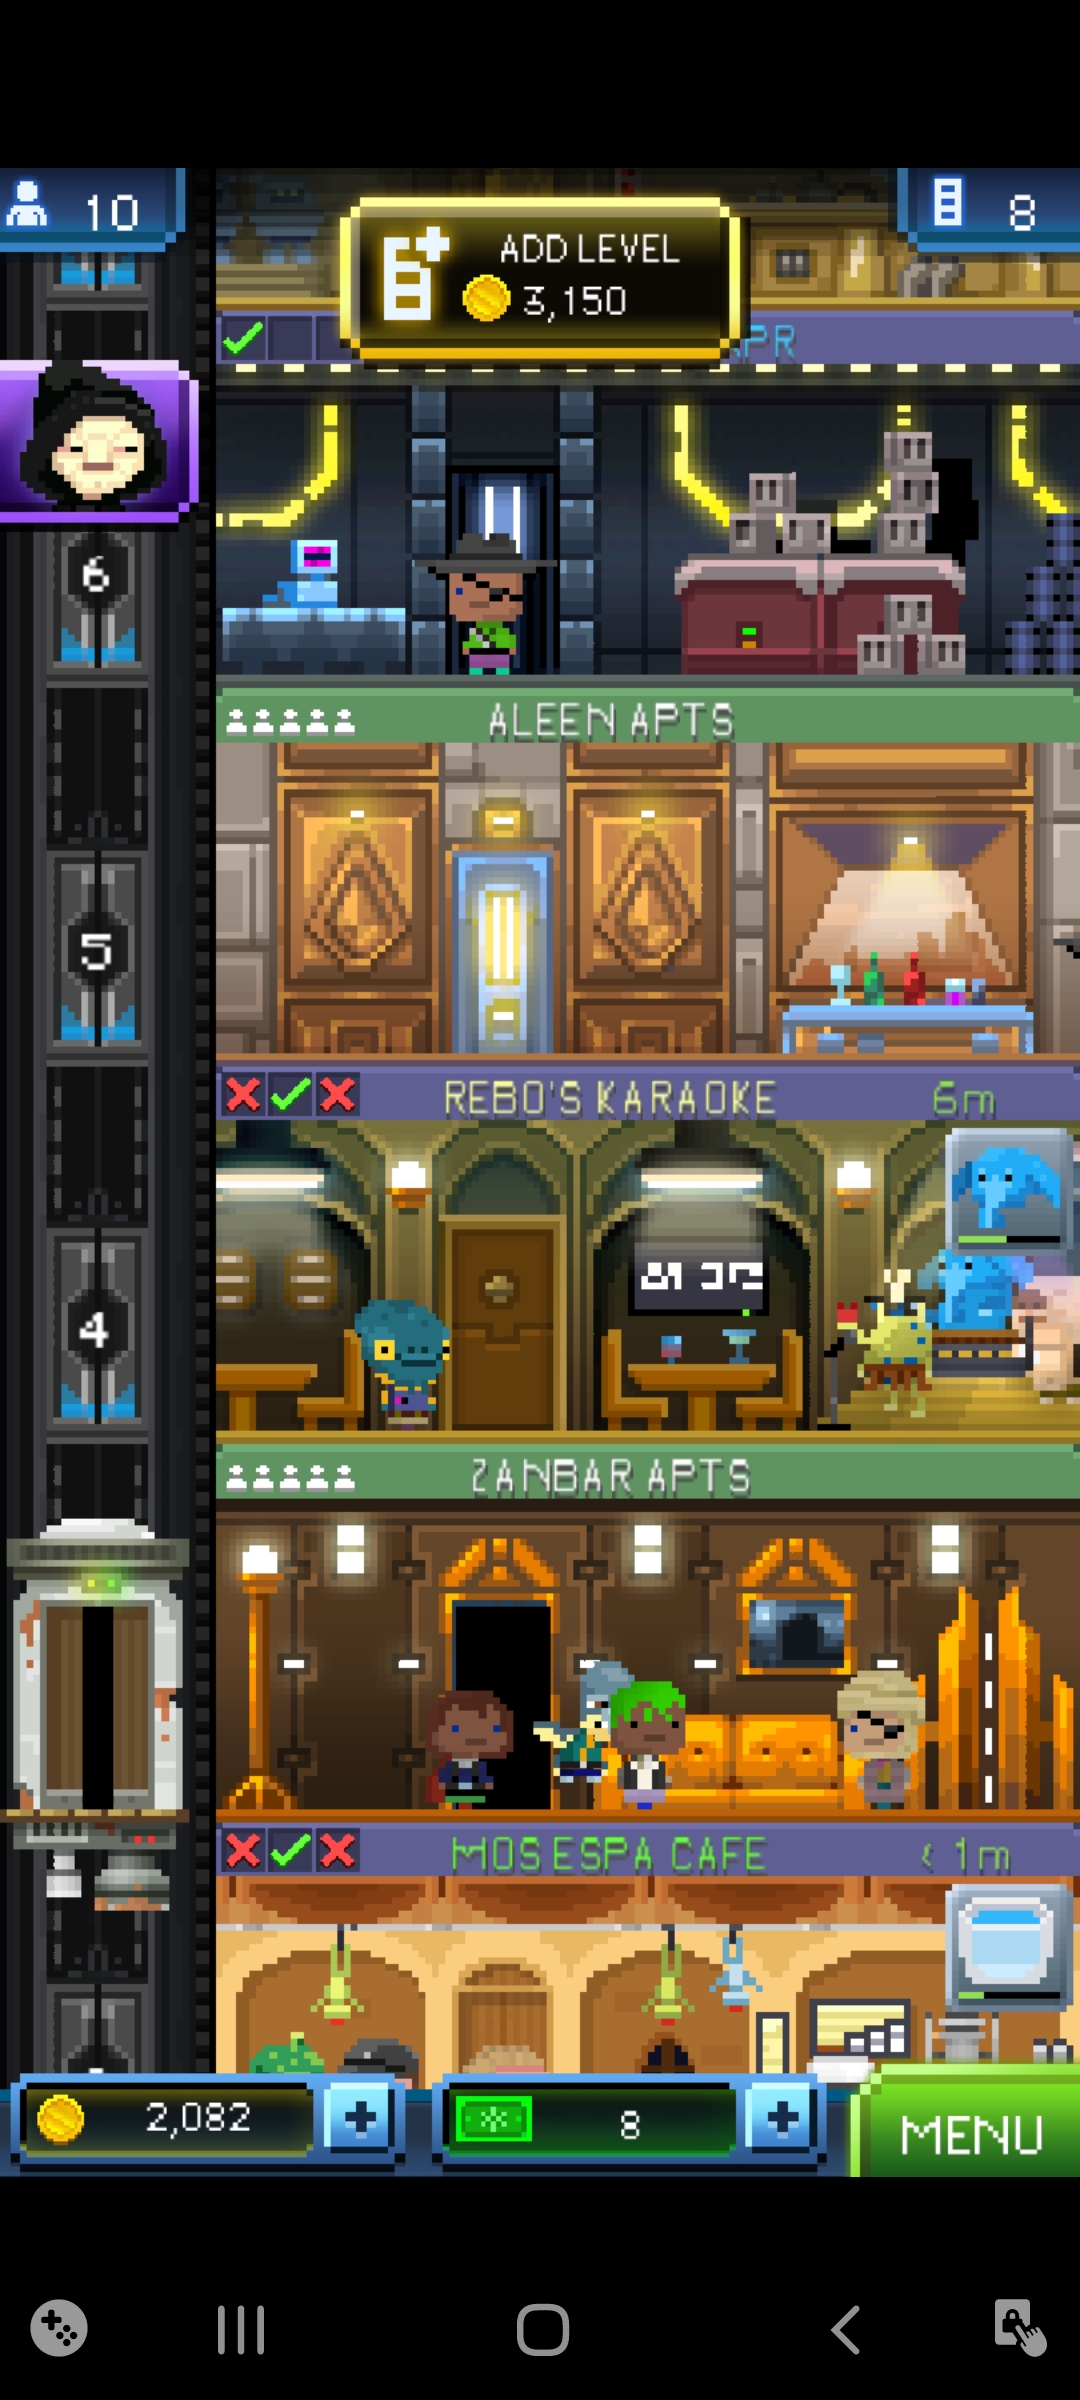 10
ADD LEVEL
3,150
8
PR
6
ALEEN APTS
5
REBO'S KARAOKE 6m
4
ZANBAR APTS
MOS ESPA CAFE < 1m
2,082
8
MENU